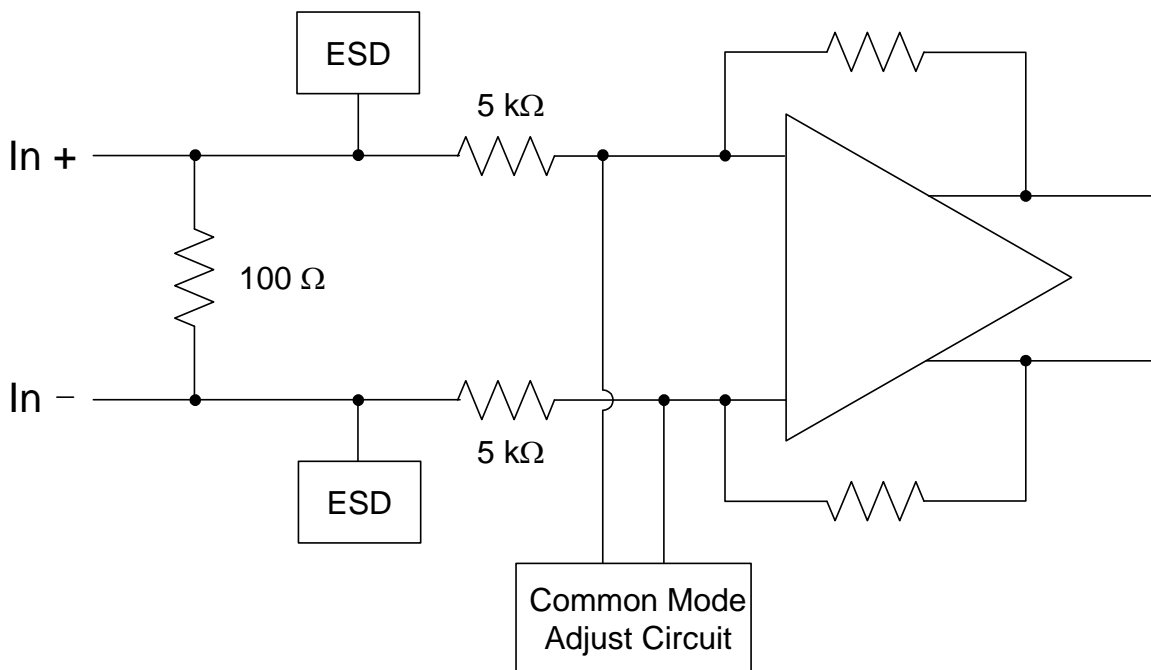 ESD
5 kΩ
In +
100 Ω
In −
5 kΩ
ESD
Common Mode
Adjust Circuit